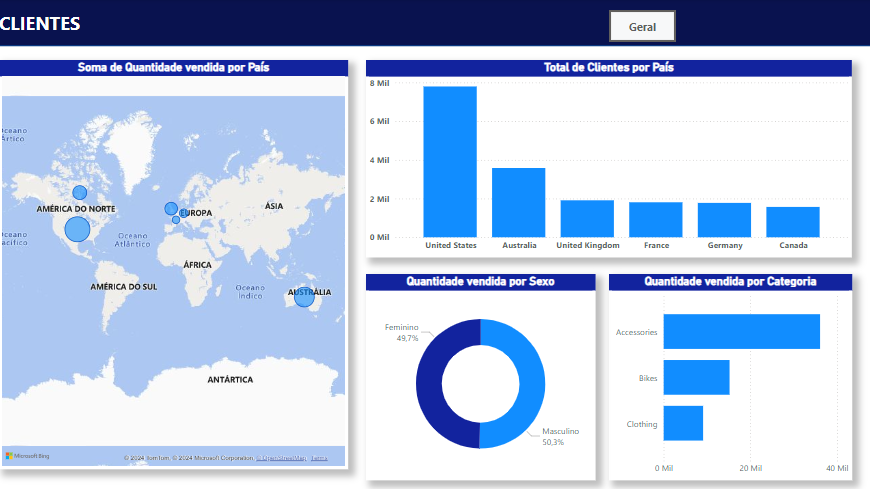 CLIENTES
Geral
Soma de Quantidade vendida por País
Oceano
Ártico
AMÉRICA DO NORTE
EUROPA
ÁSIA
Oceano
Atlântico
ÁFRICA
AMÉRICA DO SUL
Oceano
Índico
AUSTRÁLIA
ANTÁRTICA
Microsoft Bing
© 2024 TomTom, © 2024 Microsoft Corporation, © OpenStreetMap Terms
Total de Clientes por País
8 Mil
6 Mil
4 Mil
2 Mil
0 Mil
United States Australia United Kingdom France Germany Canada
Quantidade vendida por Sexo
Feminino
49,7%
Masculino
50,3%
Quantidade vendida por Categoria
Accessories
Bikes
Clothing
0 Mil 20 Mil 40 Mil